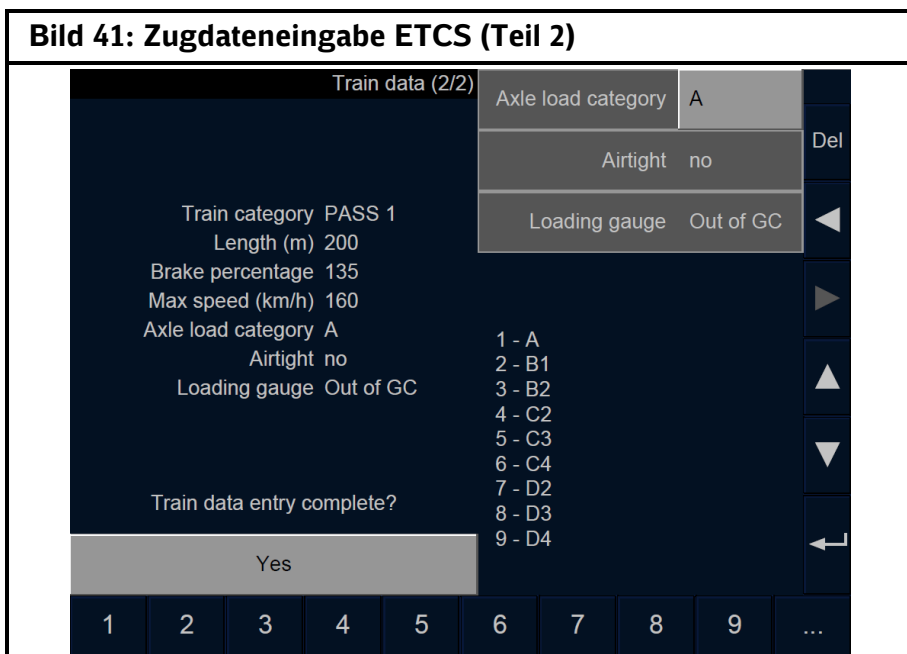 Bild 41: Zugdateneingabe ETCS (Teil 2)
Train data (2/2)
Axle load category A
Airtight no
Loading gauge Out of GC
Del
Train category PASS 1
Length (m) 200
Brake percentage 135
Max speed (km/h) 160
Axle load category A
Airtight no
Loading gauge Out of GC
1 - A
2 - B1
3 - B2
4 - C2
5 - C3
6 - C4
7 - D2
8 - D3
9 - D4
Train data entry complete?
Yes
1 2 3 4 5 6 7 8 9 ...